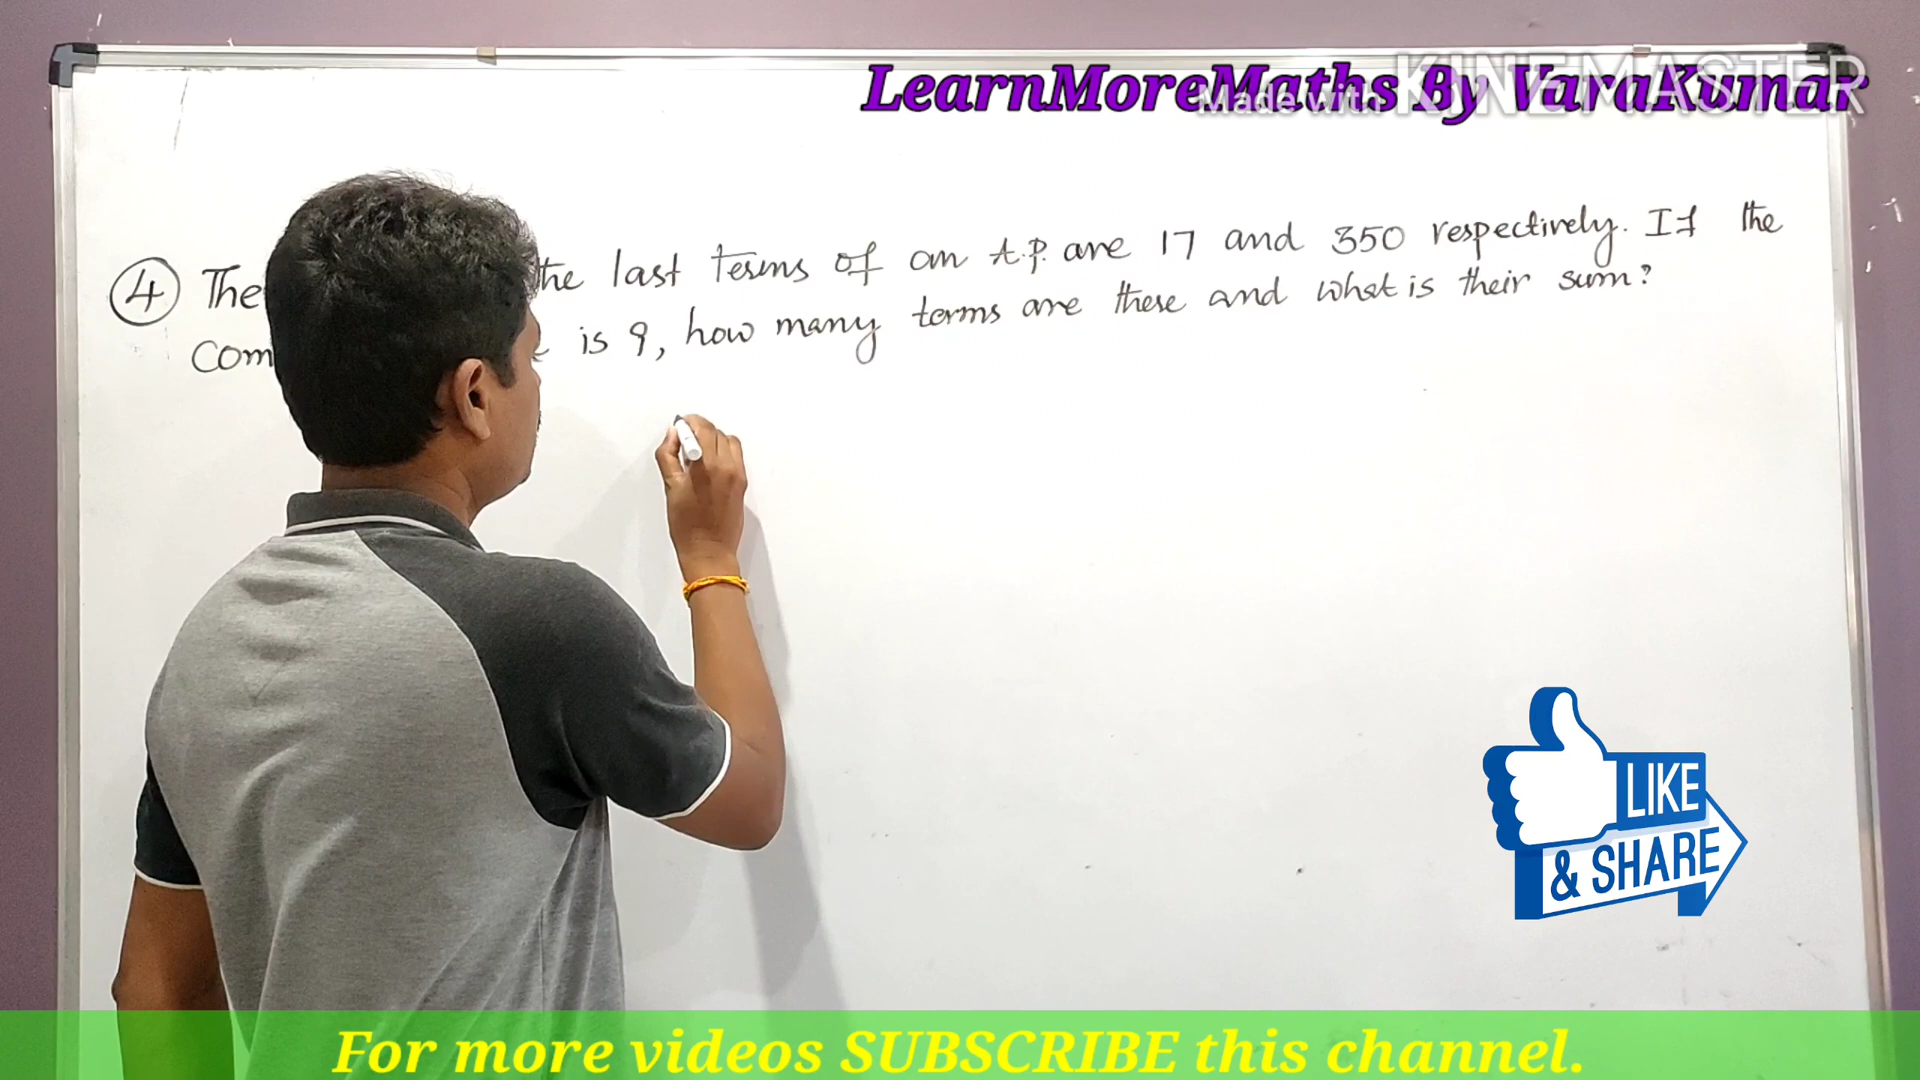 LearnMoreMaths By VaraKumar
Made with KINEMASTER
4 The the last terms of an A.P. are 17 and 350 respectively. If the
com is 9, how many terms are these and what is their sum?
LIKE
& SHARE
For more videos SUBSCRIBE this channel.